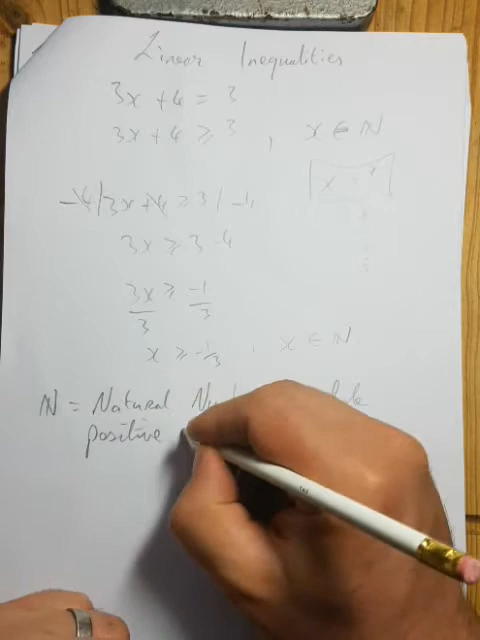 Linear Inequalities
3x + 4 = 3
3x + 4 ≥ 3 , x ∈ ℕ
-4/3x+4 ≥ 3/-4
3x ≥ 3-4
3x/3 ≥ -1/3
x ≥ -1/3 , x ∈ ℕ
ℕ = Natural
positive